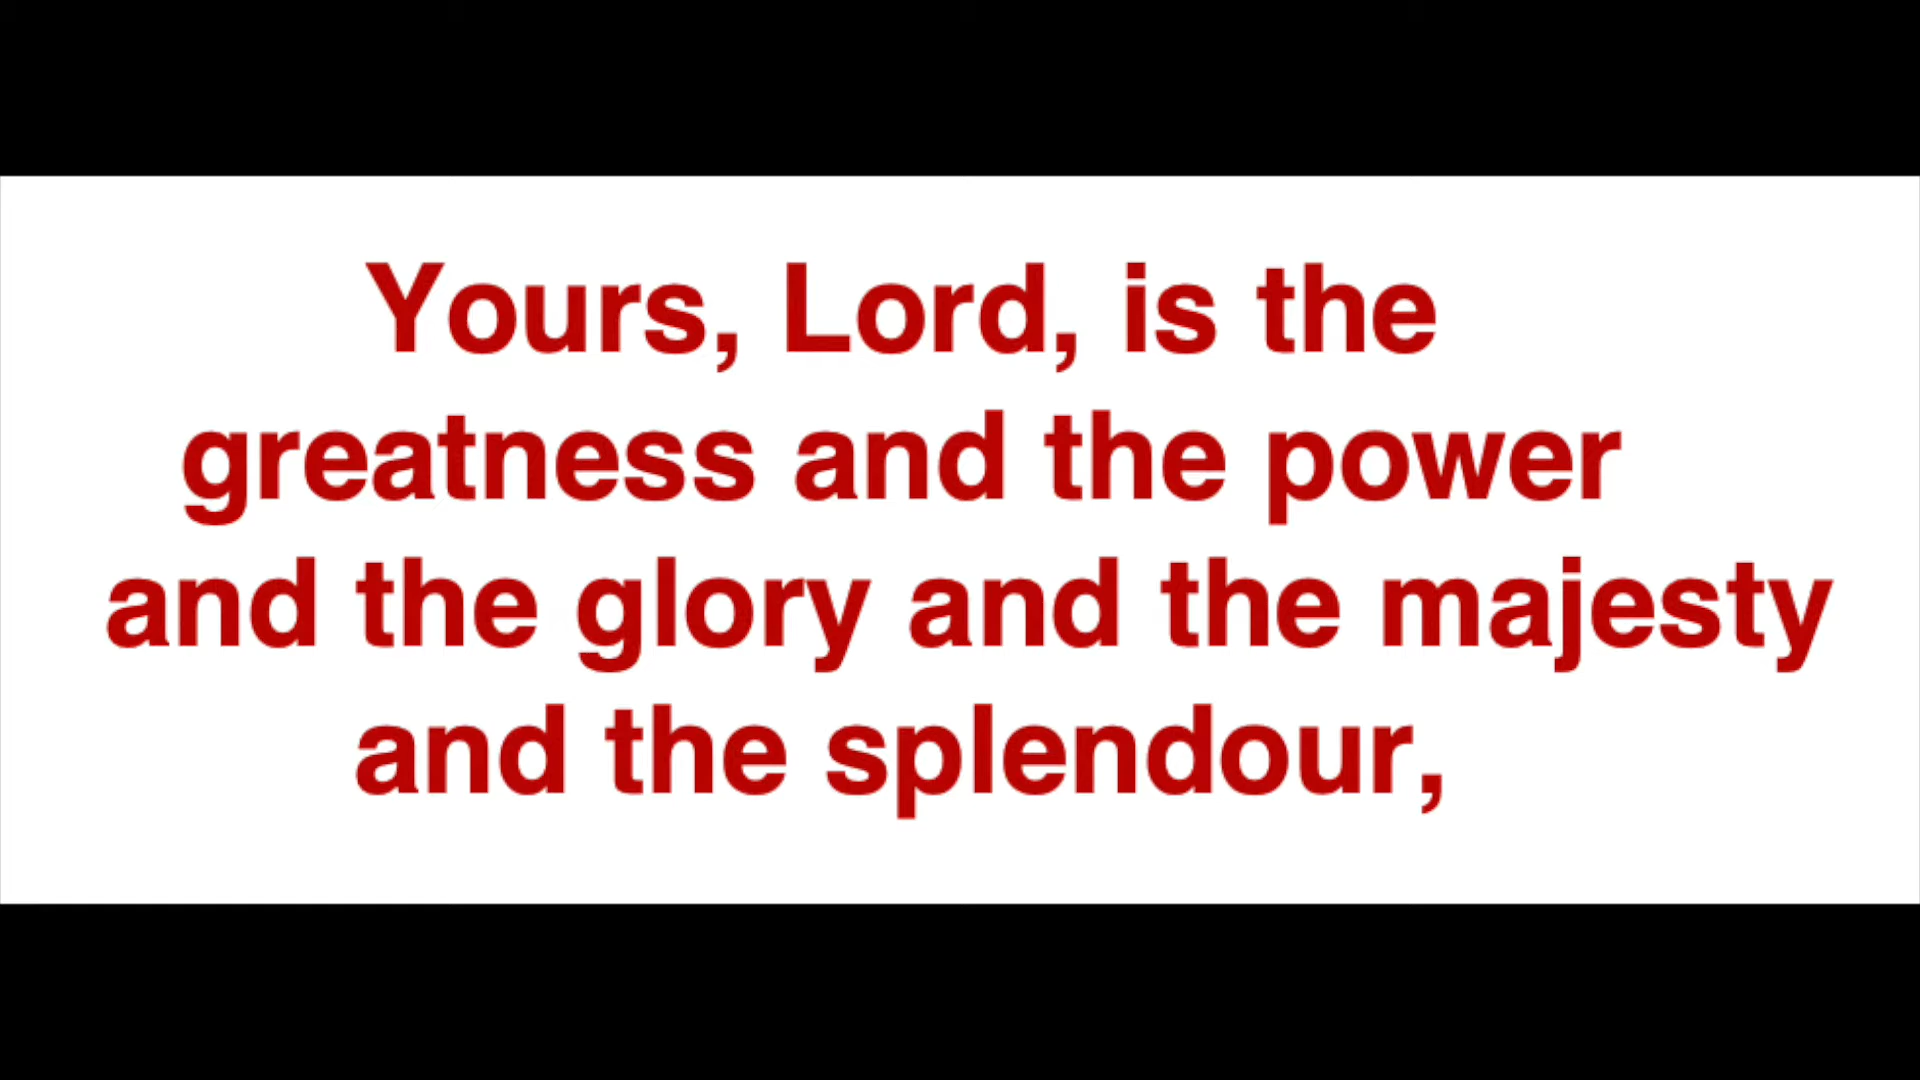 Yours, Lord, is the
greatness and the power
and the glory and the majesty
and the splendour,